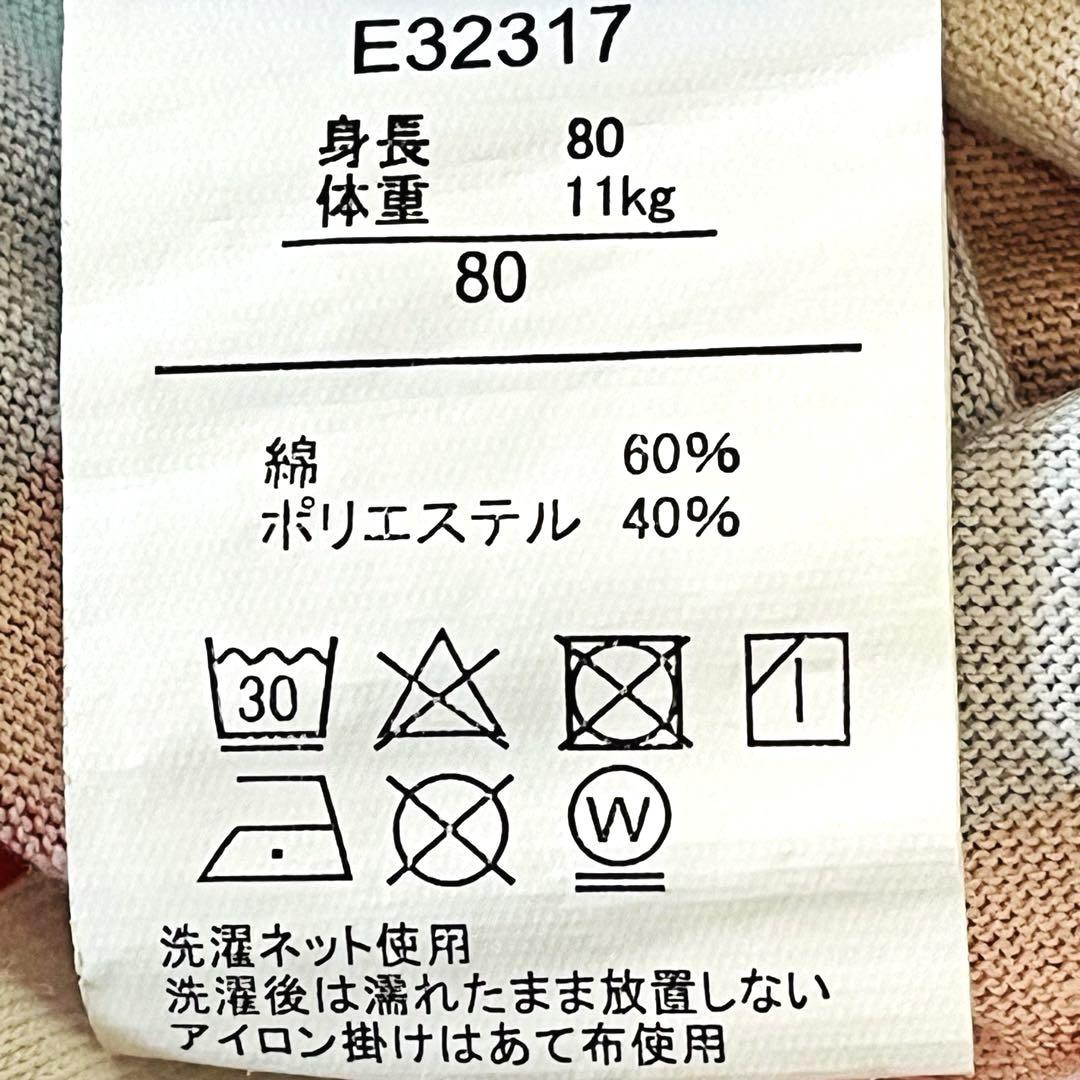 E32317
身長 80
体重 11kg
80
綿 60%
ポリエステル 40%
30
W
洗濯ネット使用
洗濯後は濡れたまま放置しない
アイロン掛けはあて布使用